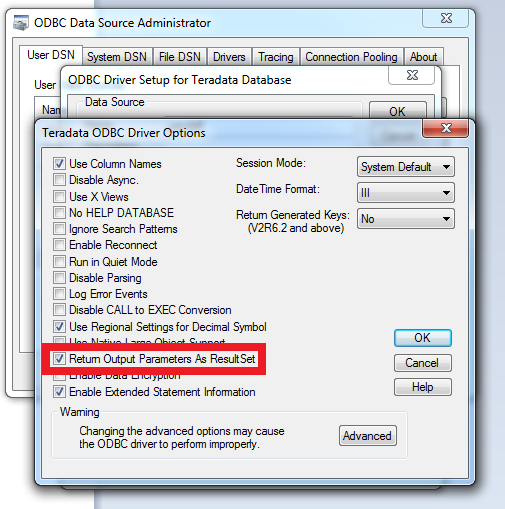 ODBC Data Source Administrator
User DSN System DSN File DSN Drivers Tracing Connection Pooling About
User
ODBC Driver Setup for Teradata Database
Nam
Data Source
OK
Teradata ODBC Driver Options
Use Column Names
Disable Async.
Use X Views
No HELP DATABASE
Ignore Search Patterns
Enable Reconnect
Run in Quiet Mode
Disable Parsing
Log Error Events
Disable CALL to EXEC Conversion
Use Regional Settings for Decimal Symbol
Use Native Large Object Support
Return Output Parameters As ResultSet
Enable Data Encryption
Enable Extended Statement Information
Session Mode: System Default
DateTime Format: III
Return Generated Keys: No
(V2R6.2 and above)
OK
Cancel
Help
Warning
Changing the advanced options may cause
the ODBC driver to perform improperly.
Advanced